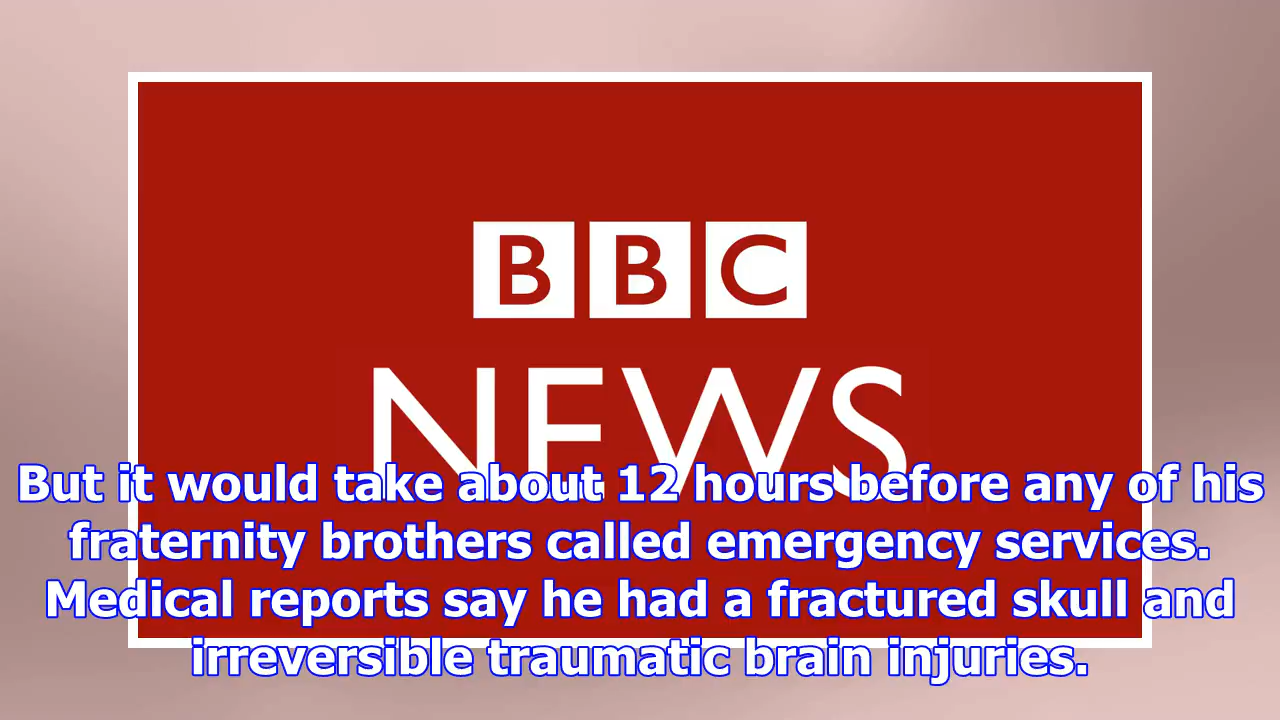 BBC
NEWS
But it would take about 12 hours before any of his
fraternity brothers called emergency services.
Medical reports say he had a fractured skull and
irreversible traumatic brain injuries.